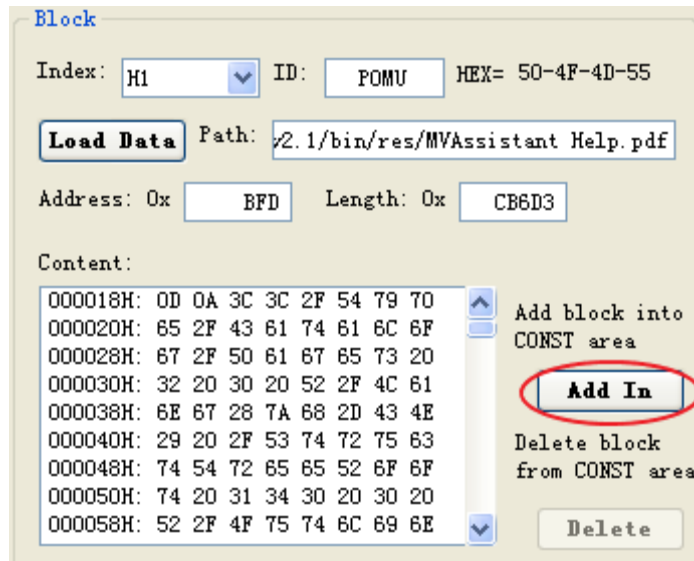 Block
Index: H1 ID: POMU HEX= 50-4F-4D-55
Load Data Path: v2.1/bin/res/MVAssistant Help.pdf
Address: 0x BFD Length: 0x CB6D3
Content:
000018H: 0D 0A 3C 3C 2F 54 79 70
000020H: 65 2F 43 61 74 61 6C 6F
000028H: 67 2F 50 61 67 65 73 20
000030H: 32 20 30 20 52 2F 4C 61
000038H: 6E 67 28 7A 68 2D 43 4E
000040H: 29 20 2F 53 74 72 75 63
000048H: 74 54 72 65 65 52 6F 6F
000050H: 74 20 31 34 30 20 30 20
000058H: 52 2F 4F 75 74 6C 69 6E
Add block into
CONST area
Add In
Delete block
from CONST area
Delete